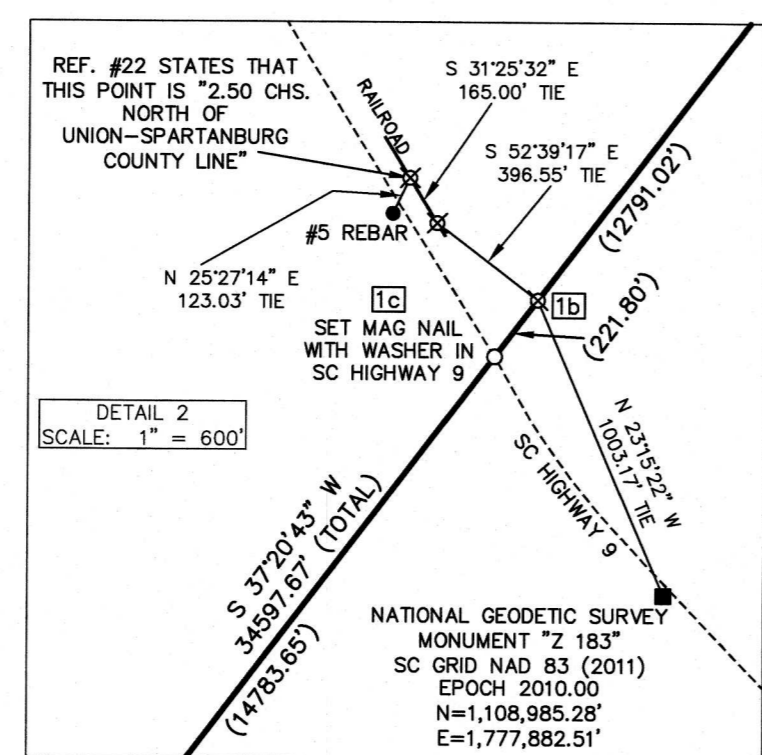 REF. #22 STATES THAT
THIS POINT IS "2.50 CHS.
NORTH OF
UNION-SPARTANBURG
COUNTY LINE"
RAILROAD
S 31°25'32" E
165.00' TIE
S 52°39'17" E
396.55' TIE
(12791.02')
#5 REBAR
N 25°27'14" E
123.03' TIE
1c
SET MAG NAIL
WITH WASHER IN
SC HIGHWAY 9
1b
(221.80')
DETAIL 2
SCALE: 1" = 600'
N 23°15'22" W
1003.17' TIE
SC HIGHWAY 9
S 37°20'43" W
34597.67' (TOTAL)
(14783.65')
NATIONAL GEODETIC SURVEY
MONUMENT "Z 183"
SC GRID NAD 83 (2011)
EPOCH 2010.00
N=1,108,985.28'
E=1,777,882.51'